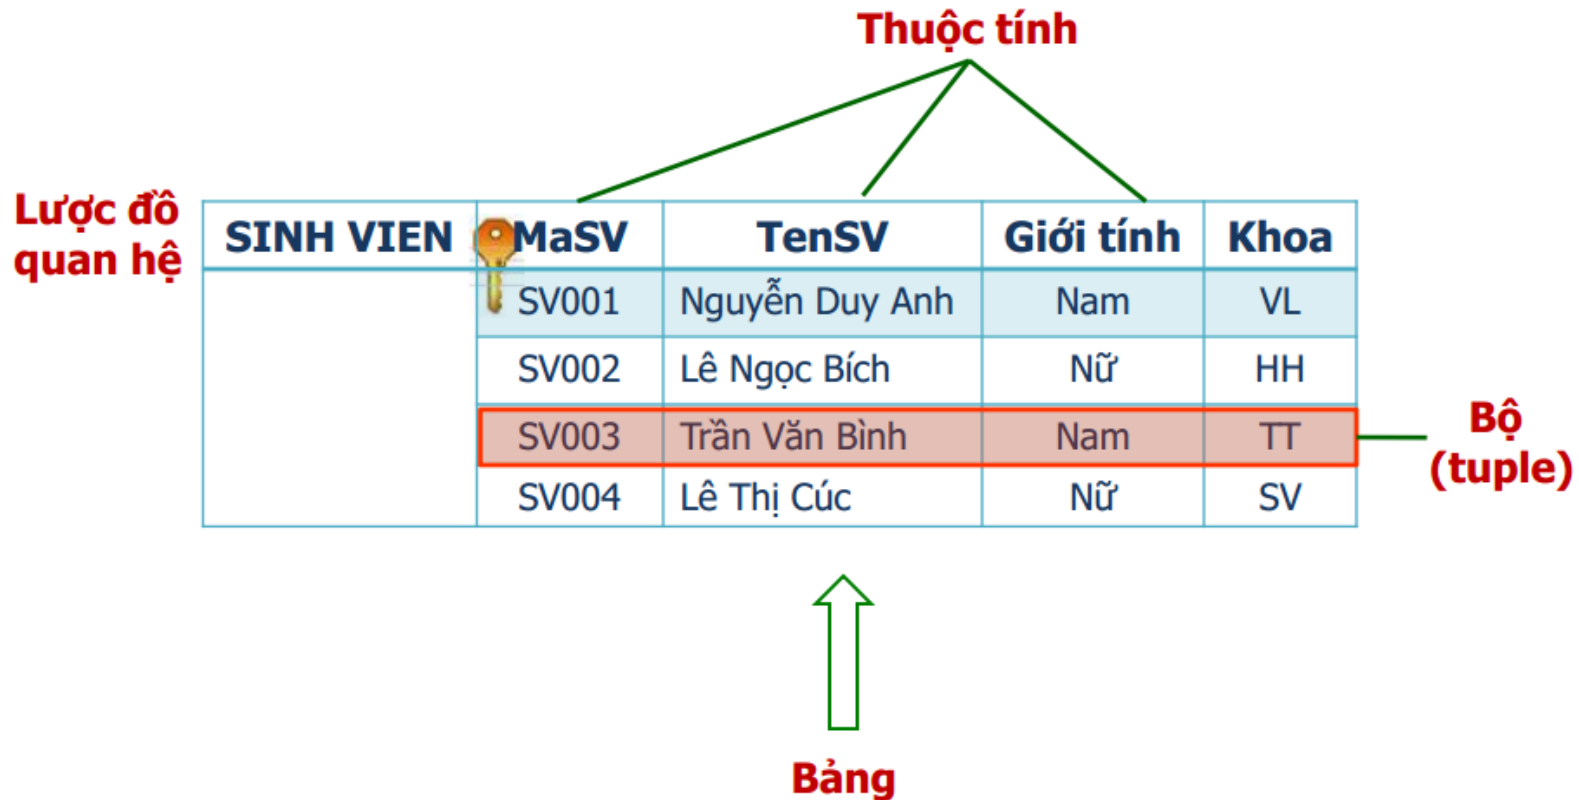 Thuộc tính
Lược đồ
quan hệ
SINH VIEN MaSV TenSV Giới tính Khoa
SV001 Nguyễn Duy Anh Nam VL
SV002 Lê Ngọc Bích Nữ HH
SV003 Trần Văn Bình Nam TT
SV004 Lê Thị Cúc Nữ SV
Bộ
(tuple)
Bảng